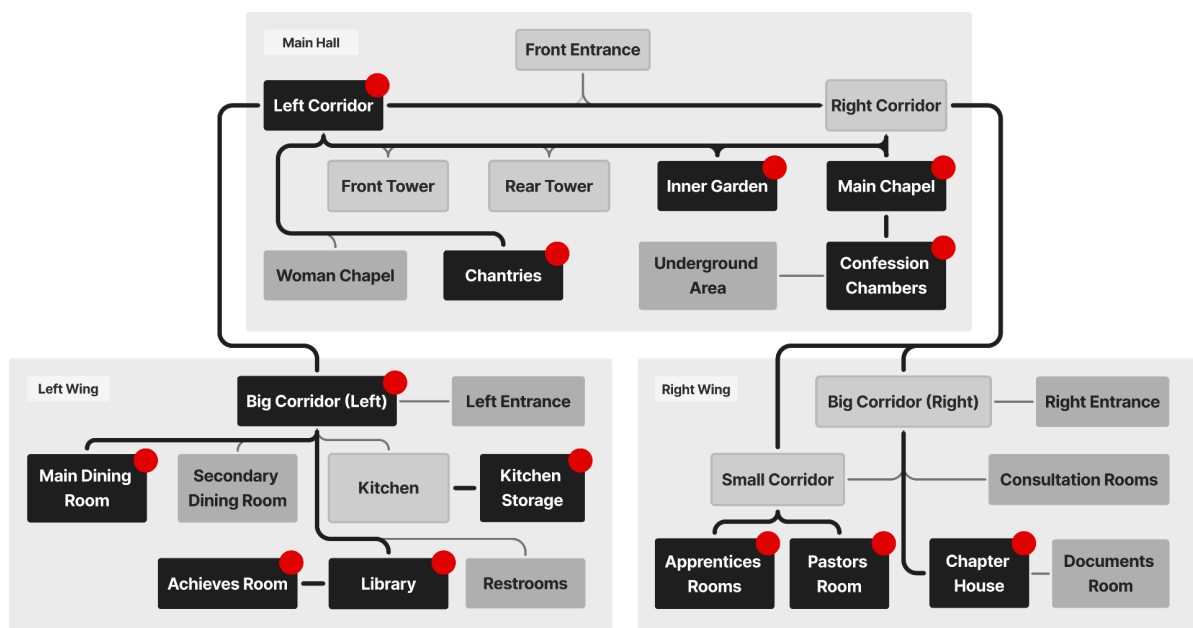 Main Hall
Front Entrance
Left Corridor
Right Corridor
Front Tower
Rear Tower
Inner Garden
Main Chapel
Woman Chapel
Chantries
Underground
Area
Confession
Chambers
Left Wing
Big Corridor (Left)
Left Entrance
Main Dining
Room
Secondary
Dining Room
Kitchen
Kitchen
Storage
Achieves Room
Library
Restrooms
Right Wing
Big Corridor (Right)
Right Entrance
Small Corridor
Consultation Rooms
Apprentices
Rooms
Pastors
Room
Chapter
House
Documents
Room